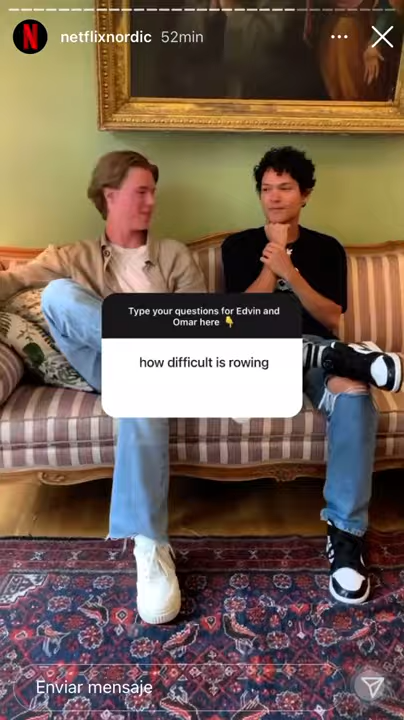 N
netflixnordic 52min
Type your questions for Edvin and
Omar here 👇
how difficult is rowing
Enviar mensaje